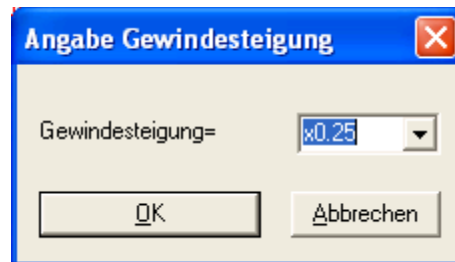 Angabe Gewindesteigung
Gewindesteigung= x0.25
OK Abbrechen